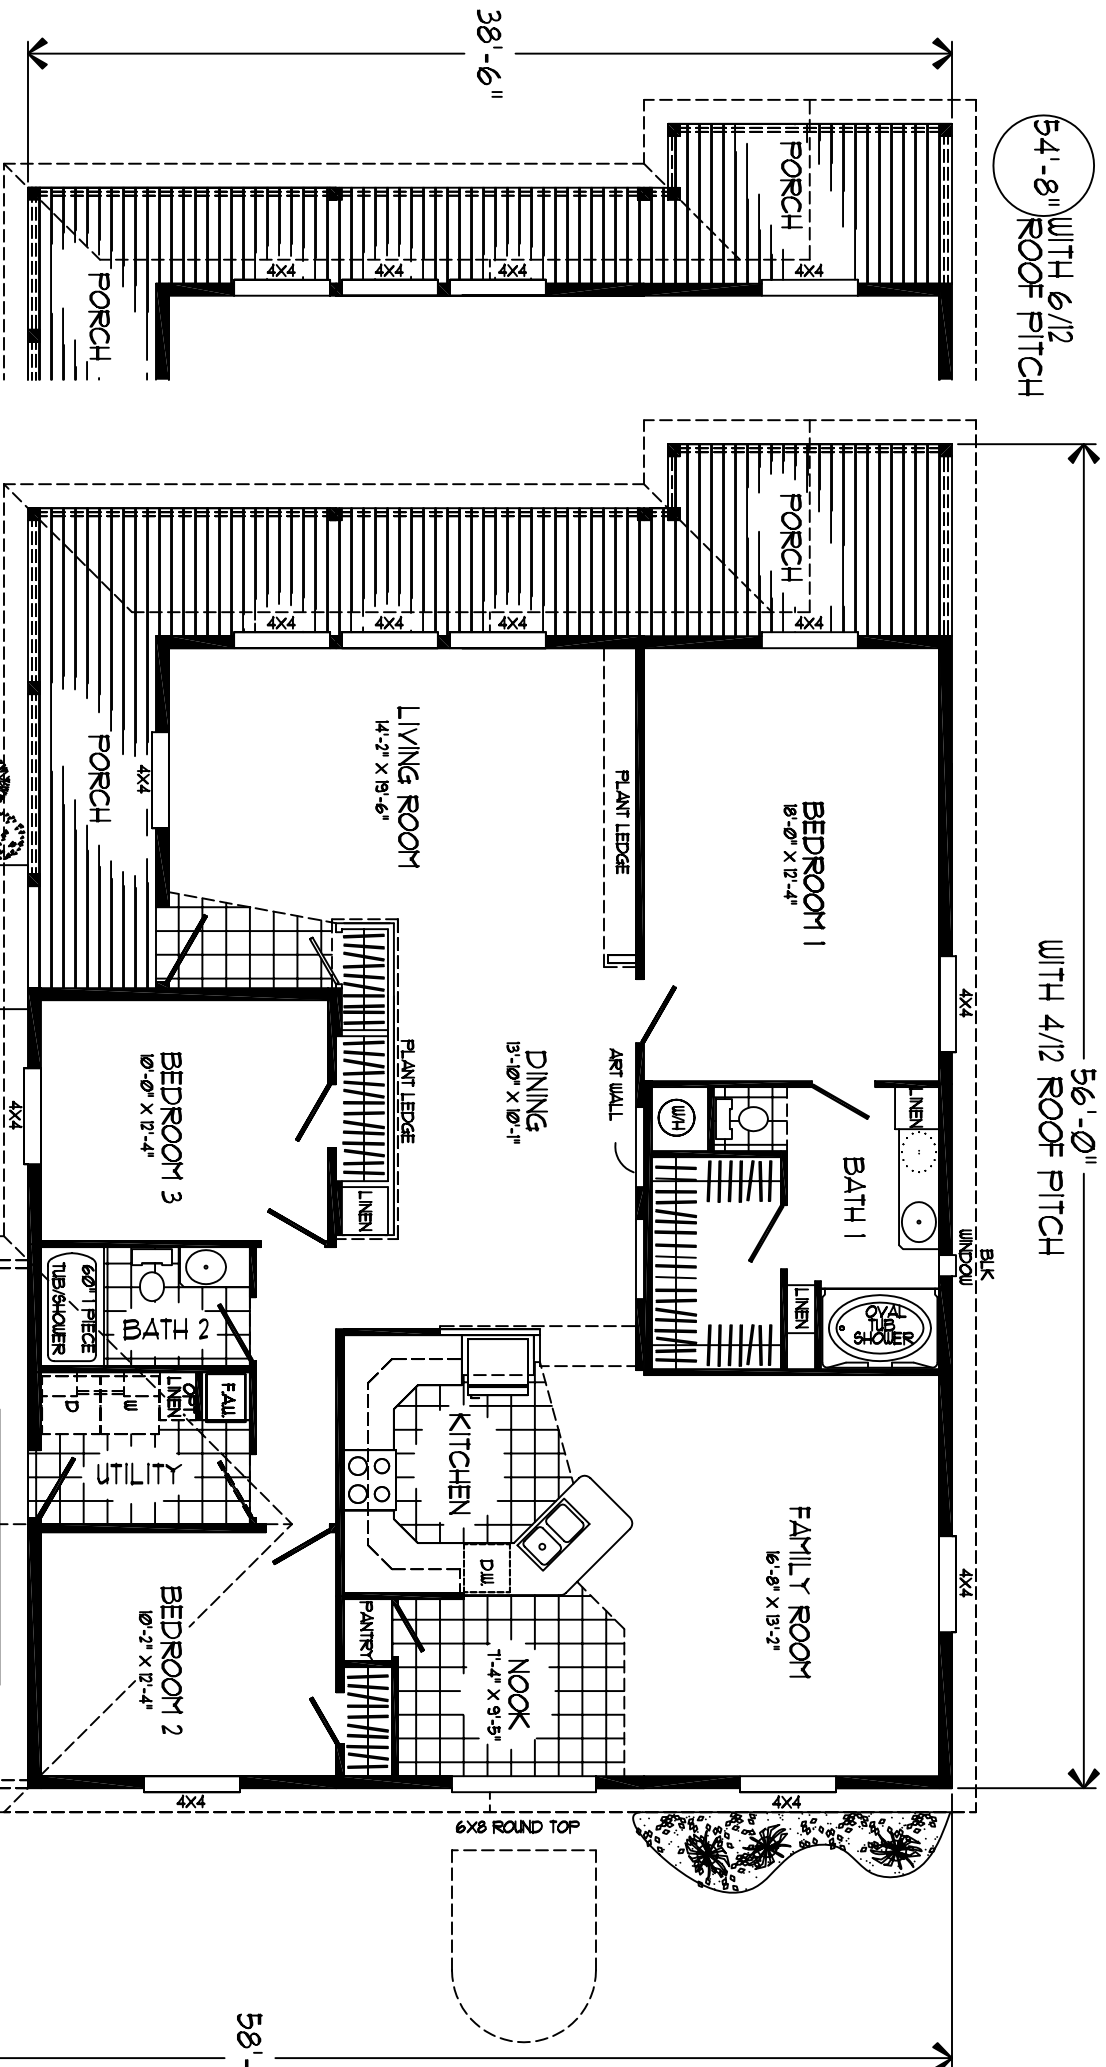 38'-6"
54'-8" WITH 6/12
ROOF PITCH
PORCH
4X4
4X4
4X4
4X4
PORCH
56'-0"
WITH 4/12 ROOF PITCH
PORCH
4X4
4X4
4X4
4X4
PORCH
4X4
LIVING ROOM
14'-2" X 19'-6"
PLANT LEDGE
BEDROOM 1
18'-0" X 12'-4"
4X4
BEDROOM 3
10'-0" X 12'-4"
4X4
PLANT LEDGE
LINEN
DINING
13'-10" X 10'-1"
ART WALL
W/H
LINEN
BATH 1
BLK
WINDOW
LINEN
OVAL
TUB
SHOWER
60" 1 PIECE
TUB/SHOWER
BATH 2
OPT
LINEN
F.A.U.
W
D
UTILITY
KITCHEN
D.W.
FAMILY ROOM
16'-8" X 13'-2"
4X4
PANTRY
NOOK
7'-4" X 9'-5"
BEDROOM 2
10'-2" X 12'-4"
4X4
6X8 ROUND TOP
4X4
58'-